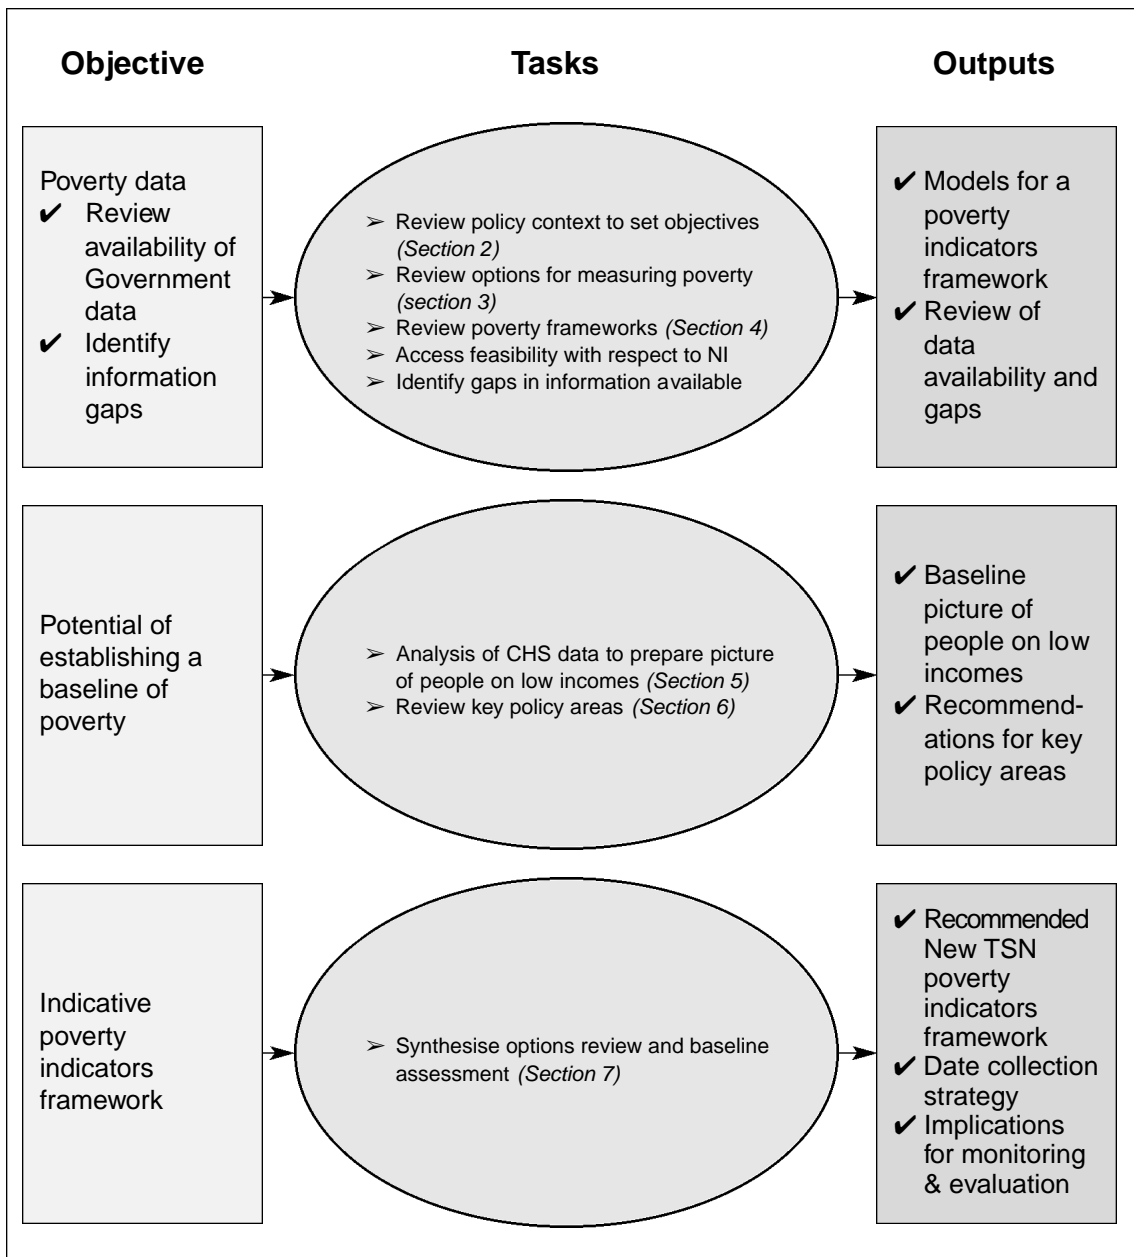 Objective
Tasks
Outputs
Poverty data
✔ Review
availability of
Government
data
✔ Identify
information
gaps
➢ Review policy context to set objectives
(Section 2)
➢ Review options for measuring poverty
(section 3)
➢ Review poverty frameworks (Section 4)
➢ Access feasibility with respect to NI
➢ Identify gaps in information available
✔ Models for a
poverty
indicators
framework
✔ Review of
data
availability and
gaps
Potential of
establishing a
baseline of
poverty
➢ Analysis of CHS data to prepare picture
of people on low incomes (Section 5)
➢ Review key policy areas (Section 6)
✔ Baseline
picture of
people on low
incomes
✔ Recommend-
ations for key
policy areas
Indicative
poverty
indicators
framework
➢ Synthesise options review and baseline
assessment (Section 7)
✔ Recommended
New TSN
poverty
indicators
framework
✔ Date collection
strategy
✔ Implications
for monitoring
& evaluation